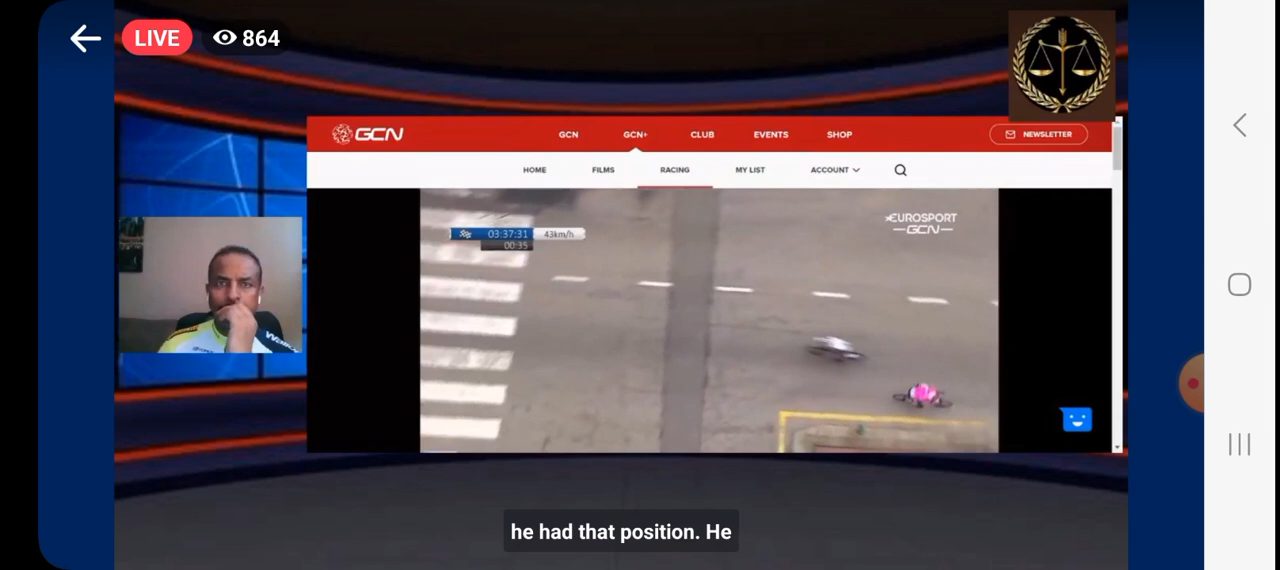 LIVE
864
GCN
GCN
GCN+
CLUB
EVENTS
SHOP
NEWSLETTER
HOME
FILMS
RACING
MY LIST
ACCOUNT
EUROSPORT
GCN
03:37:31
43km/h
00:35
he had that position. He